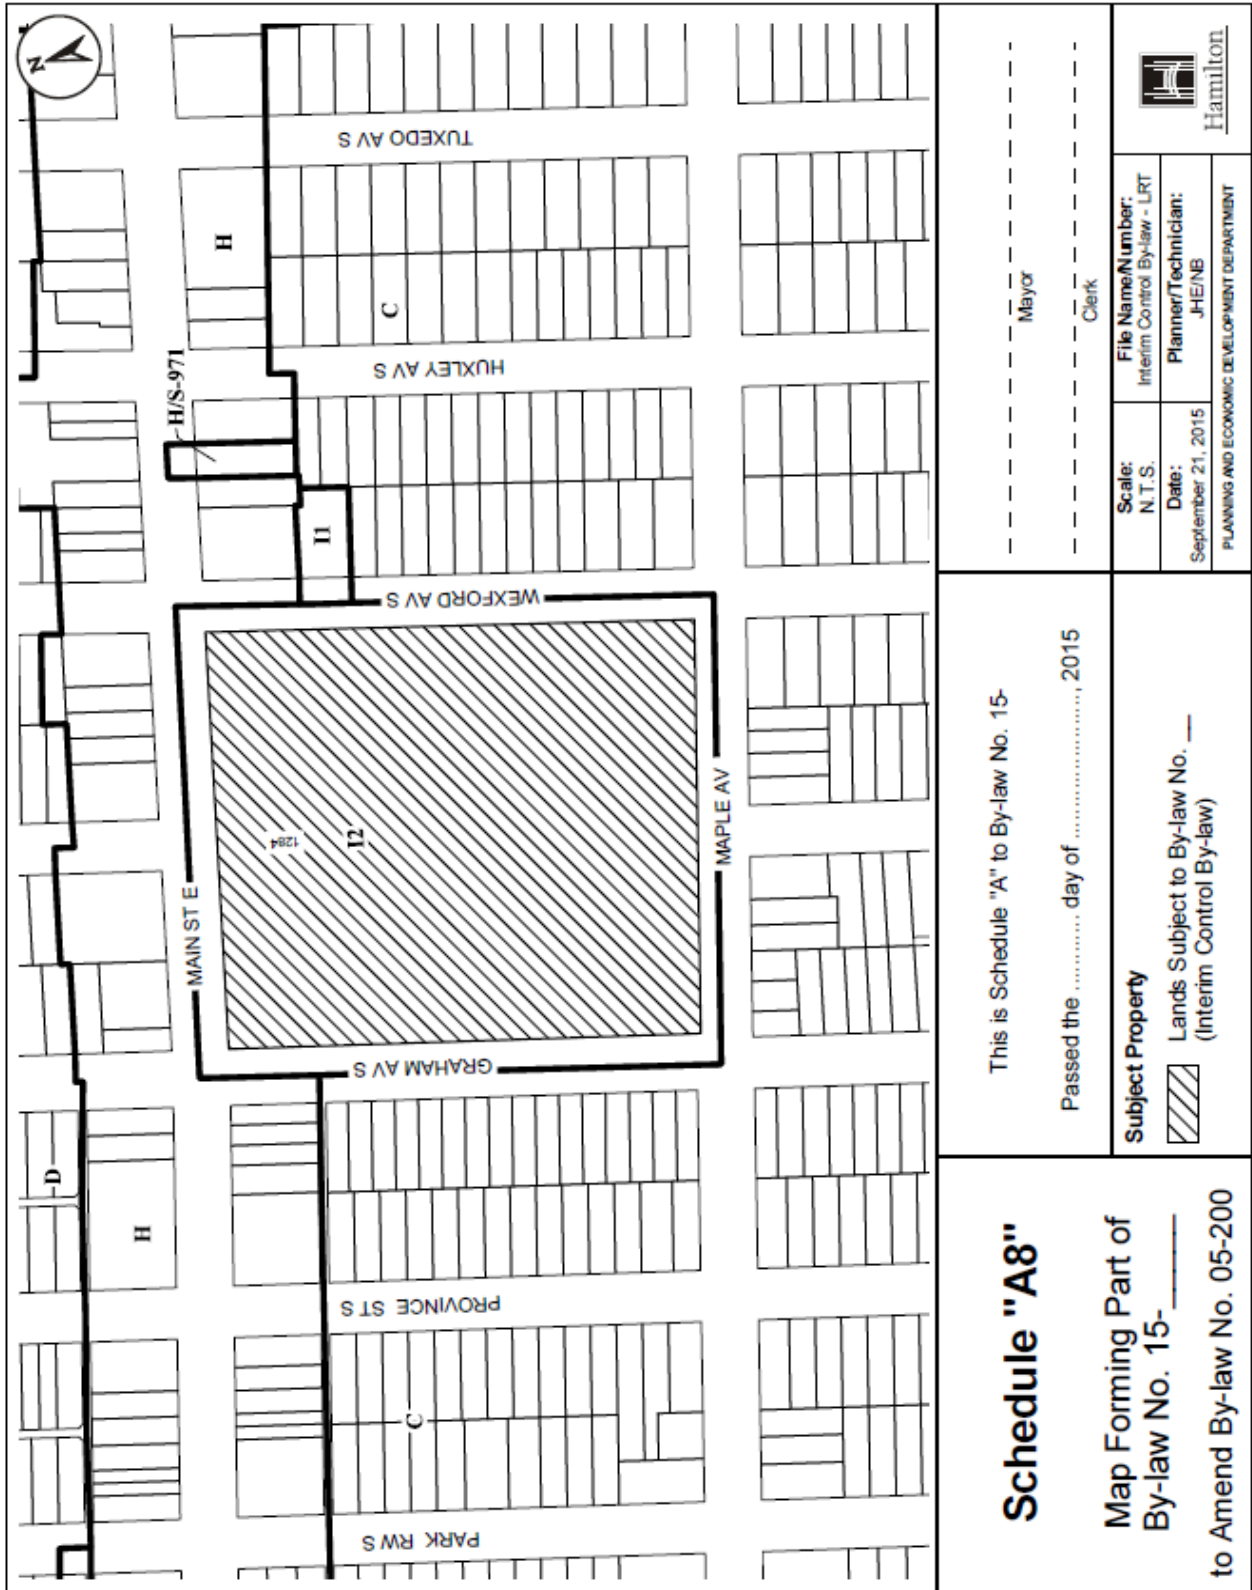 N
TUXEDO AV S
H
C
HUXLEY AV S
H/S-971
I1
WEXFORD AV S
MAIN ST E
1284
I2
MAPLE AV
GRAHAM AV S
D
H
PROVINCE ST S
C
PARK RW S
Schedule "A8"
Map Forming Part of
By-law No. 15-____
to Amend By-law No. 05-200
This is Schedule "A" to By-law No. 15-
Passed the ............ day of ........................, 2015
Subject Property
Lands Subject to By-law No. __
(Interim Control By-law)
Mayor
Clerk
Scale:
N.T.S.
File Name/Number:
Interim Control By-law - LRT
Date:
September 21, 2015
Planner/Technician:
JHE/NB
PLANNING AND ECONOMIC DEVELOPMENT DEPARTMENT
Hamilton